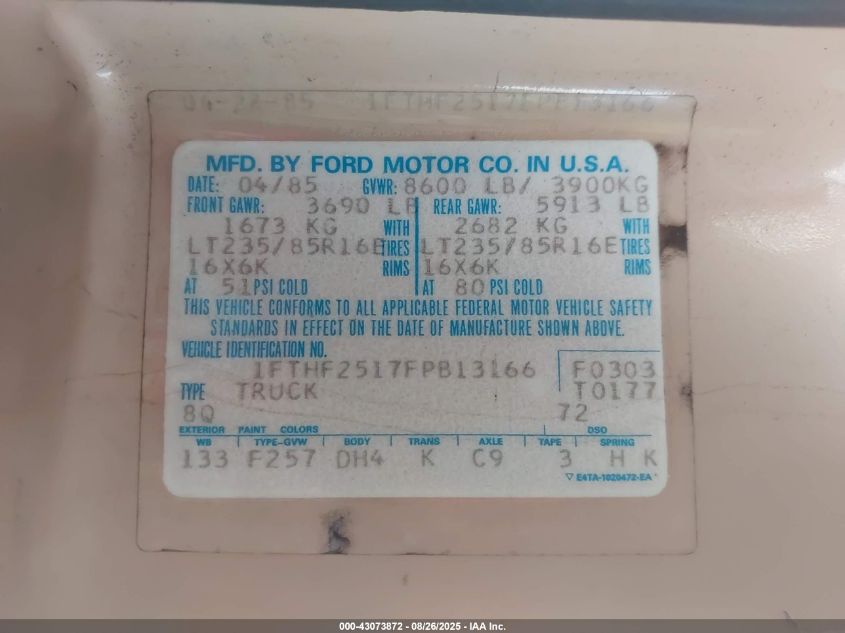 04-22-85 1FTHF2517FPB13166
MFD. BY FORD MOTOR CO. IN U.S.A.
DATE: 04/85 GVWR: 8600 LB/ 3900KG
FRONT GAWR: 3690 LB REAR GAWR: 5913 LB
1673 KG WITH 2682 KG WITH
LT235/85R16E TIRES LT235/85R16E TIRES
16X6K RIMS 16X6K RIMS
AT 51 PSI COLD AT 80 PSI COLD
THIS VEHICLE CONFORMS TO ALL APPLICABLE FEDERAL MOTOR VEHICLE SAFETY
STANDARDS IN EFFECT ON THE DATE OF MANUFACTURE SHOWN ABOVE.
VEHICLE IDENTIFICATION NO.
1FTHF2517FPB13166 F0303
TYPE TRUCK T0177
8Q 72
EXTERIOR PAINT COLORS DSO
WB TYPE-GVW BODY TRANS AXLE TAPE SPRING
133 F257 DH4 K C9 3 H K
▽ E4TA-1020472-EA
000-43073872 - 08/26/2025 - IAA Inc.